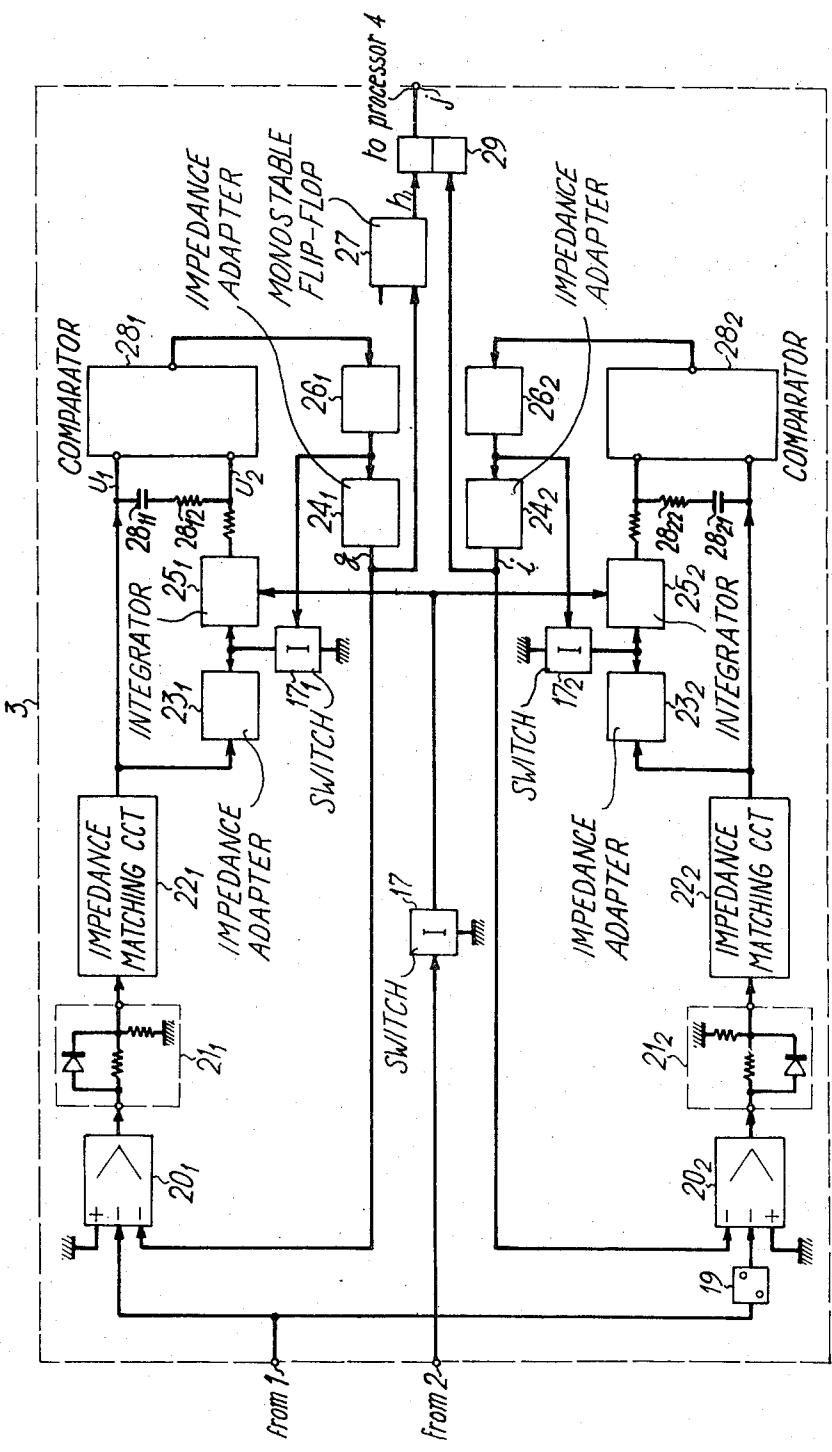 3
from 1
from 2
19
+
−
−
20₁
21₁
IMPEDANCE
MATCHING CCT
22₁
IMPEDANCE
ADAPTER
23₁
INTEGRATOR
25₁
SWITCH
17₁
I
U₁
U₂
28₁₁
28₁₂
COMPARATOR
28₁
26₁
24₁
g
IMPEDANCE
ADAPTER
MONOSTABLE
FLIP-FLOP
27
h
29
j
to processor 4
SWITCH
17
I
−
−
+
20₂
21₂
IMPEDANCE
MATCHING CCT
22₂
IMPEDANCE
ADAPTER
23₂
INTEGRATOR
25₂
SWITCH
17₂
I
28₂₂
28₂₁
COMPARATOR
28₂
26₂
24₂
i
IMPEDANCE
ADAPTER